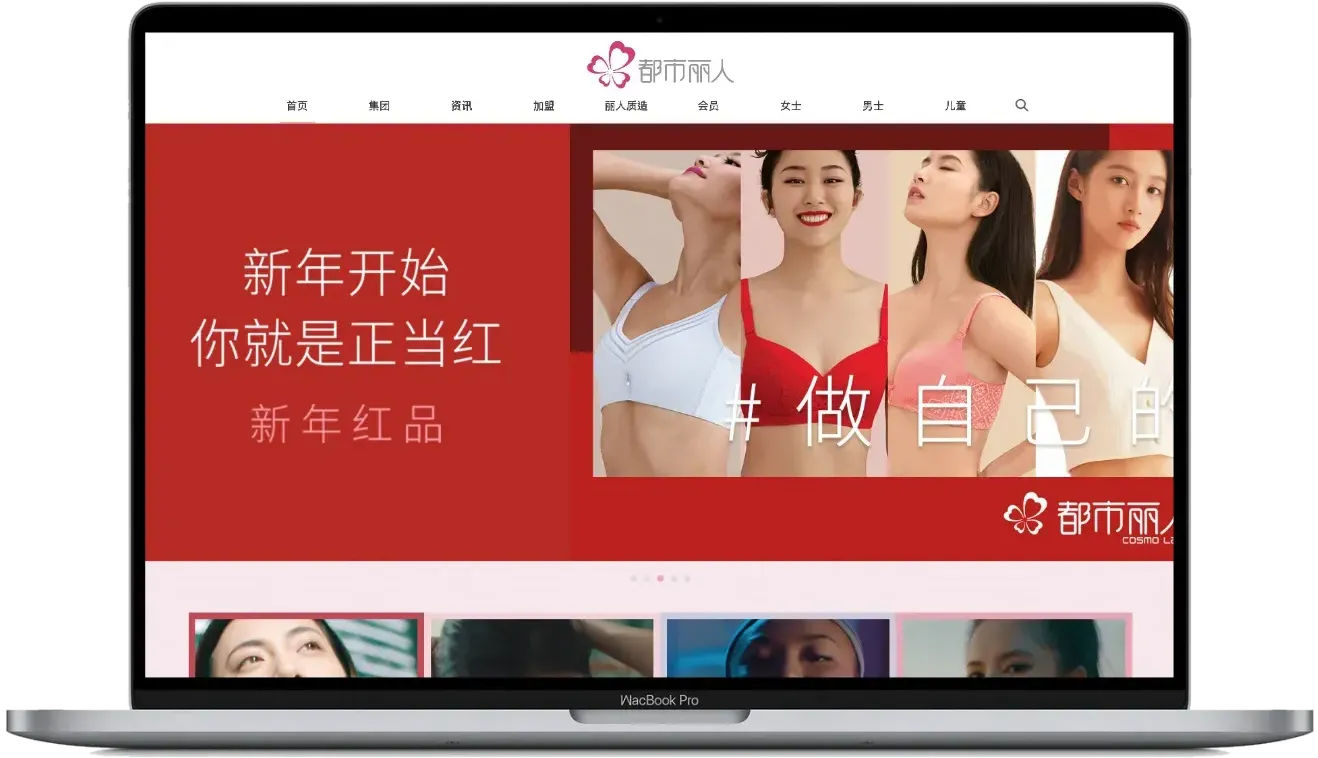 都市丽人
首页 集团 资讯 加盟 丽人质造 会员 女士 男士 儿童
新年开始
你就是正当红
新年红品
#做自己的
都市丽人
COSMO
MacBook Pro